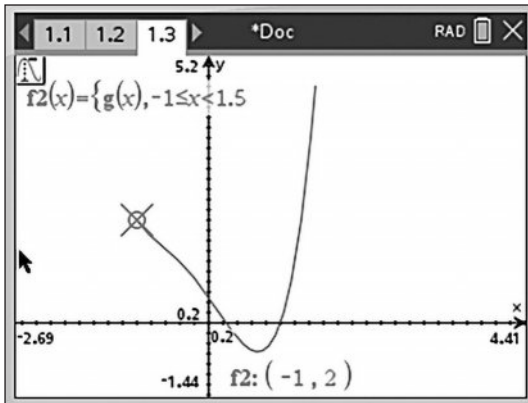 1.1 1.2 1.3 *Doc RAD
5.2 y
f2(x)={g(x),-1≤x<1.5
x
0.2
-2.69 0.2 4.41
-1.44 f2: (-1,2)